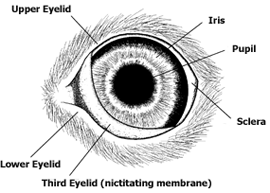 Upper Eyelid
Iris
Pupil
Sclera
Lower Eyelid
Third Eyelid (nictitating membrane)